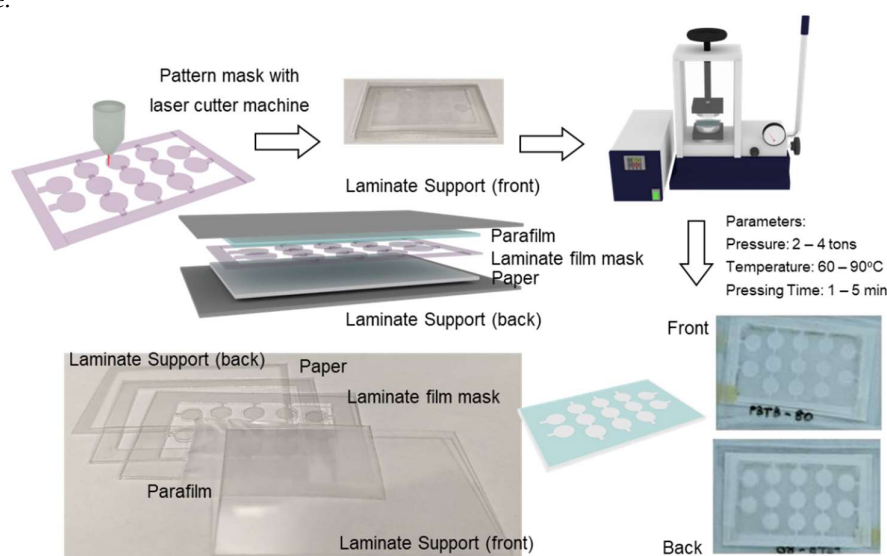 e.
Pattern mask with
laser cutter machine
Laminate Support (front)
Parafilm
Laminate film mask
Paper
Laminate Support (back)
Parameters:
Pressure: 2 – 4 tons
Temperature: 60 – 90ºC
Pressing Time: 1 – 5 min
Front
Laminate Support (back)
Paper
Laminate film mask
Parafilm
Laminate Support (front)
Back